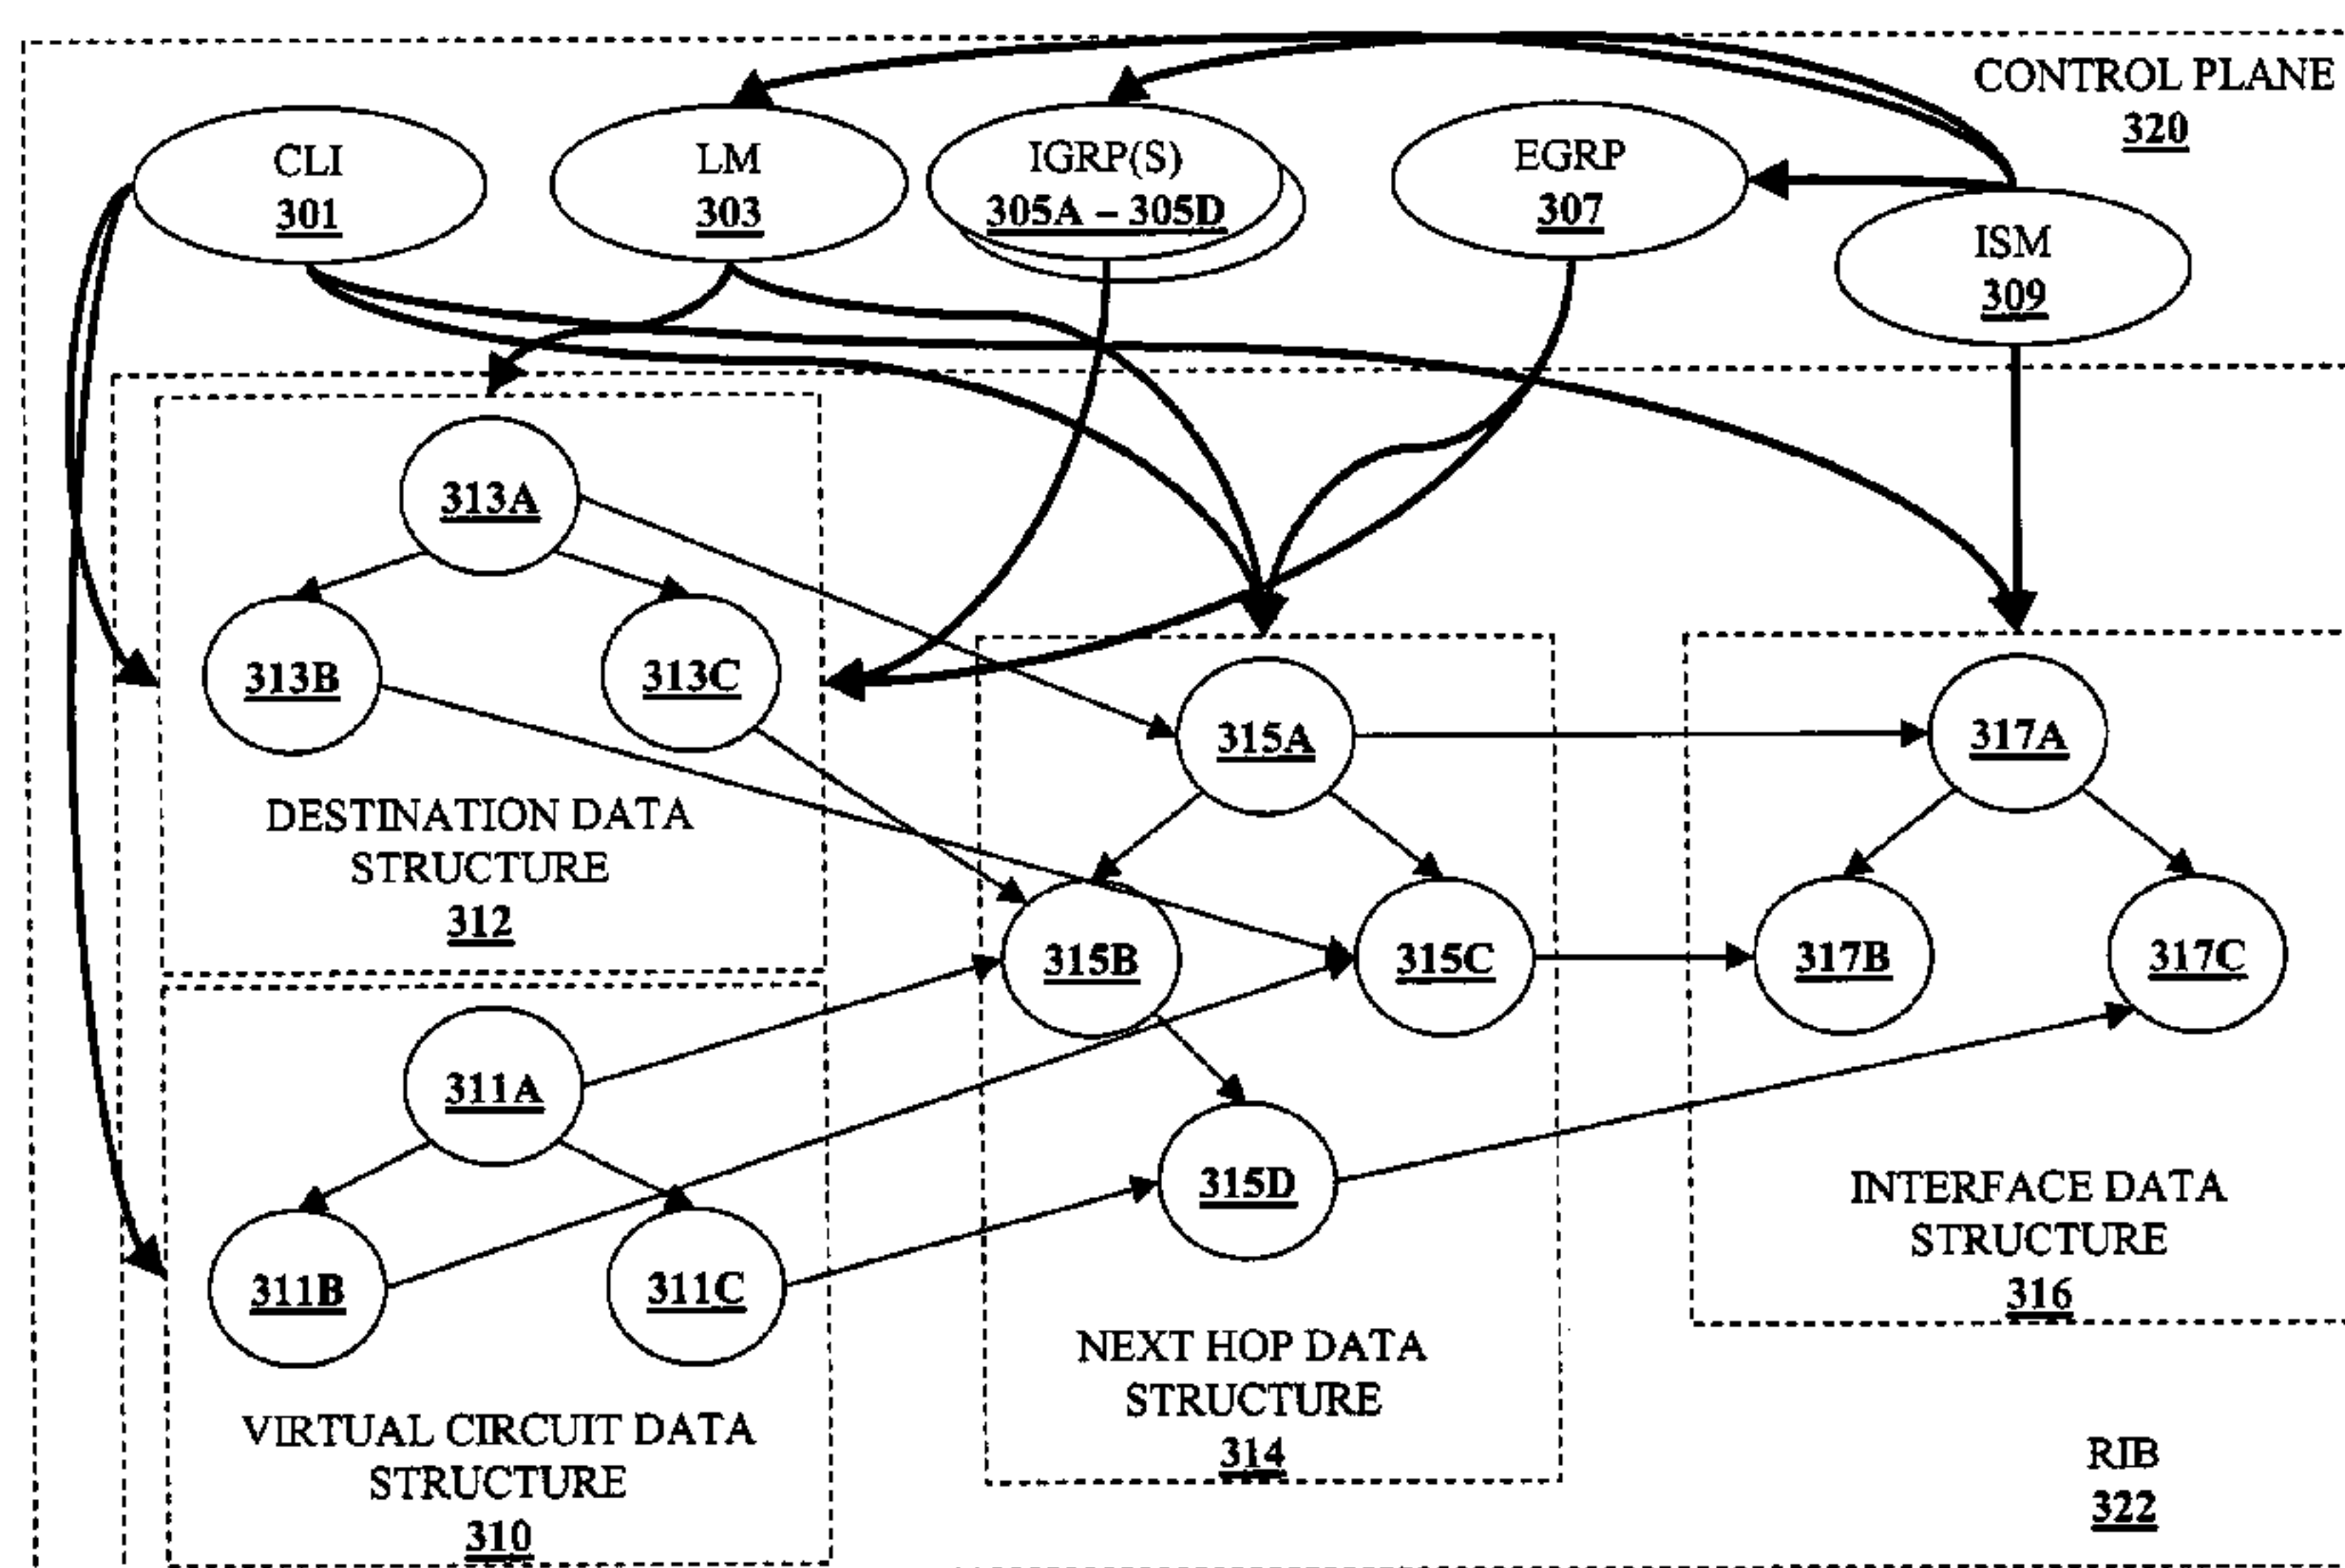 CONTROL PLANE
320
CLI
301
LM
303
IGRP(S)
305A – 305D
EGRP
307
ISM
309
313A
313B
313C
DESTINATION DATA
STRUCTURE
312
311A
311B
311C
VIRTUAL CIRCUIT DATA
STRUCTURE
310
315A
315B
315C
315D
NEXT HOP DATA
STRUCTURE
314
317A
317B
317C
INTERFACE DATA
STRUCTURE
316
RIB
322